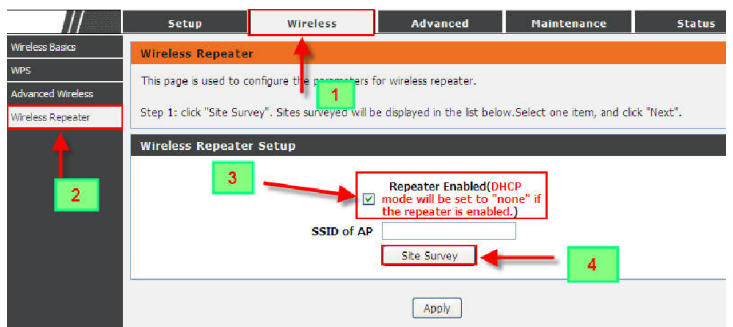 Setup Wireless Advanced Maintenance Status
Wireless Basics
WPS
Advanced Wireless
Wireless Repeater
Wireless Repeater
This page is used to configure the parameters for wireless repeater.
Step 1: click "Site Survey". Sites surveyed will be displayed in the list below.Select one item, and click "Next".
1
2
Wireless Repeater Setup
3
Repeater Enabled(DHCP
mode will be set to "none" if
the repeater is enabled.)
SSID of AP
Site Survey
4
Apply